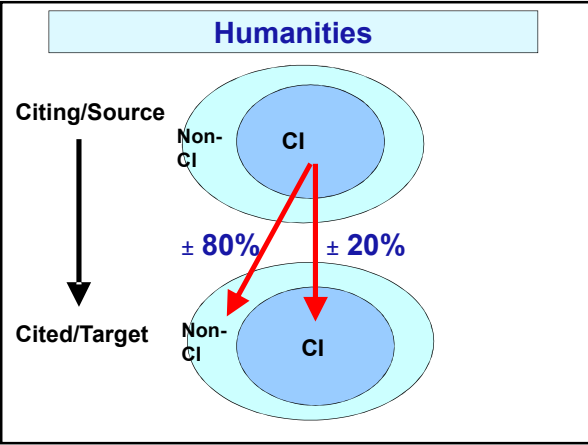 Humanities
Citing/Source
Non-
CI
CI
± 80%
± 20%
Cited/Target
Non-
CI
CI